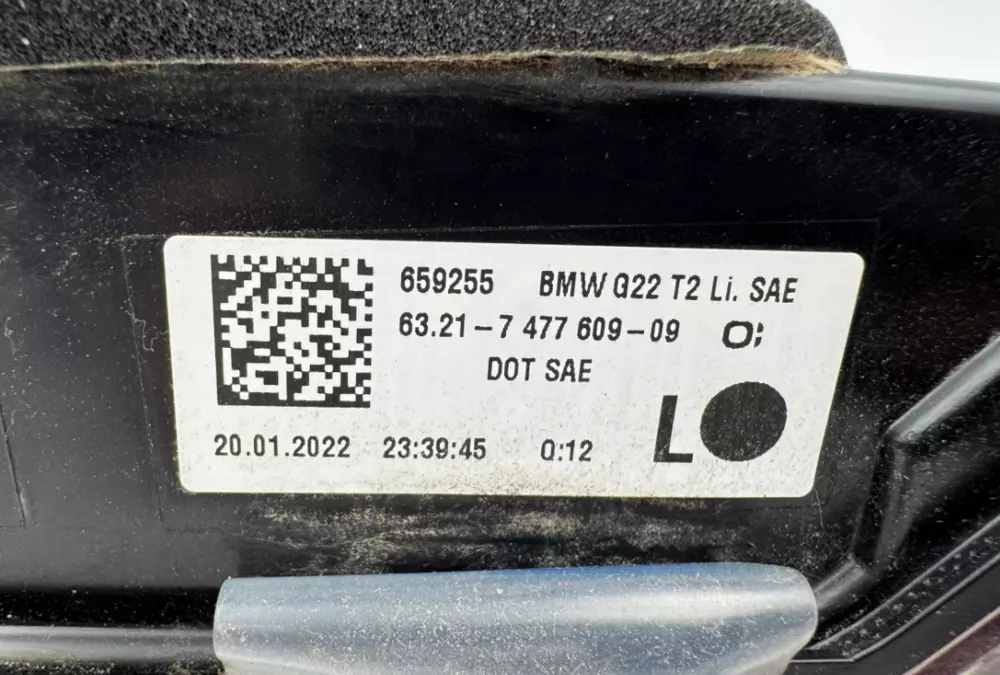 659255 BMW G22 T2 Li. SAE
63.21-7 477 609-09 O;
DOT SAE
L
20.01.2022 23:39:45 Q:12